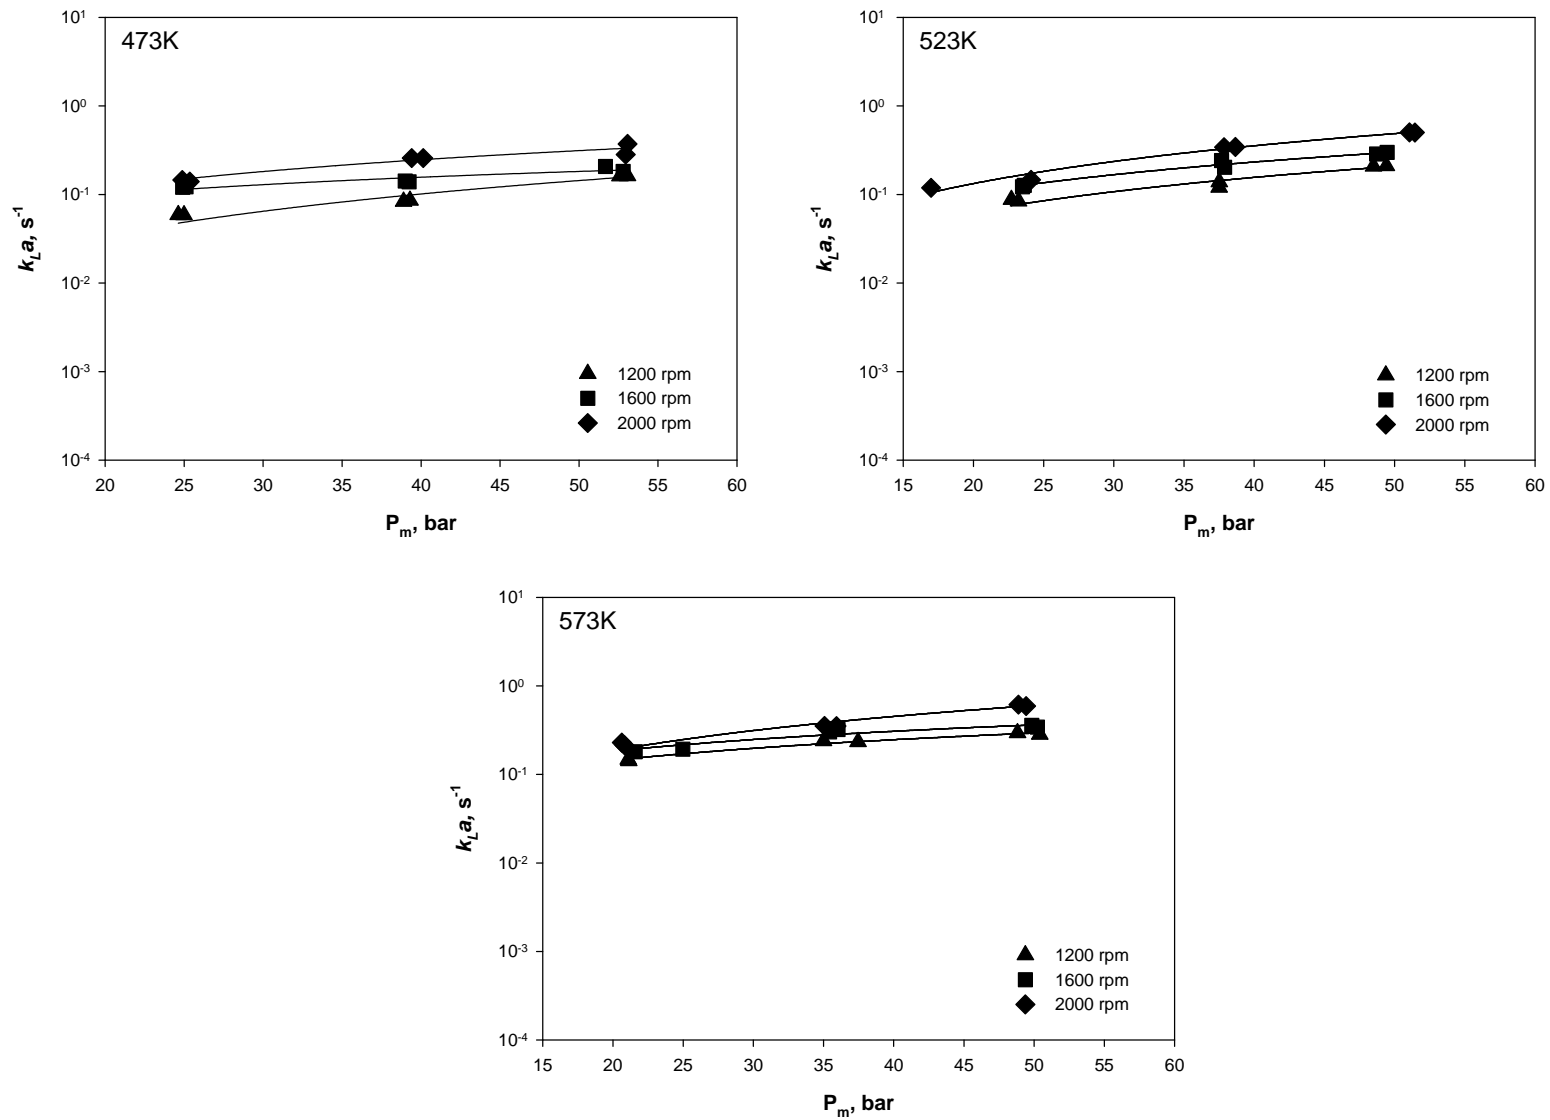 473K
10¹
10⁰
10⁻¹
10⁻²
10⁻³
10⁻⁴
k_L a, s⁻¹
1200 rpm
1600 rpm
2000 rpm
20 25 30 35 40 45 50 55 60
P_m, bar
523K
10¹
10⁰
10⁻¹
10⁻²
10⁻³
10⁻⁴
k_L a, s⁻¹
1200 rpm
1600 rpm
2000 rpm
15 20 25 30 35 40 45 50 55 60
P_m, bar
573K
10¹
10⁰
10⁻¹
10⁻²
10⁻³
10⁻⁴
k_L a, s⁻¹
1200 rpm
1600 rpm
2000 rpm
15 20 25 30 35 40 45 50 55 60
P_m, bar